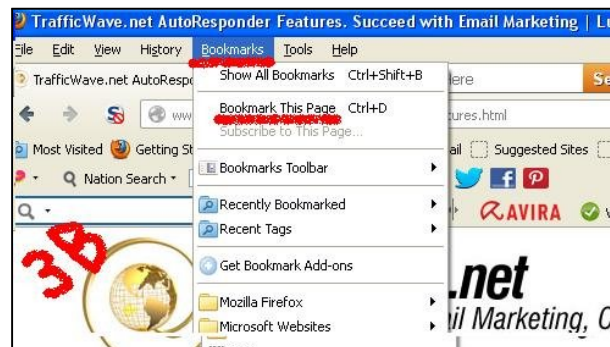 TrafficWave.net AutoResponder Features. Succeed with Email Marketing | Lu
File Edit View History Bookmarks Tools Help
TrafficWave.net AutoRespo
Show All Bookmarks Ctrl+Shift+B
ere
Se
www
Bookmark This Page Ctrl+D
tures.html
Subscribe to This Page...
Most Visited Getting St
Bookmarks Toolbar
ail Suggested Sites
Nation Search
Recently Bookmarked
AVIRA
3B
Recent Tags
Get Bookmark Add-ons
.net
Mozilla Firefox
Microsoft Websites
ail Marketing, C